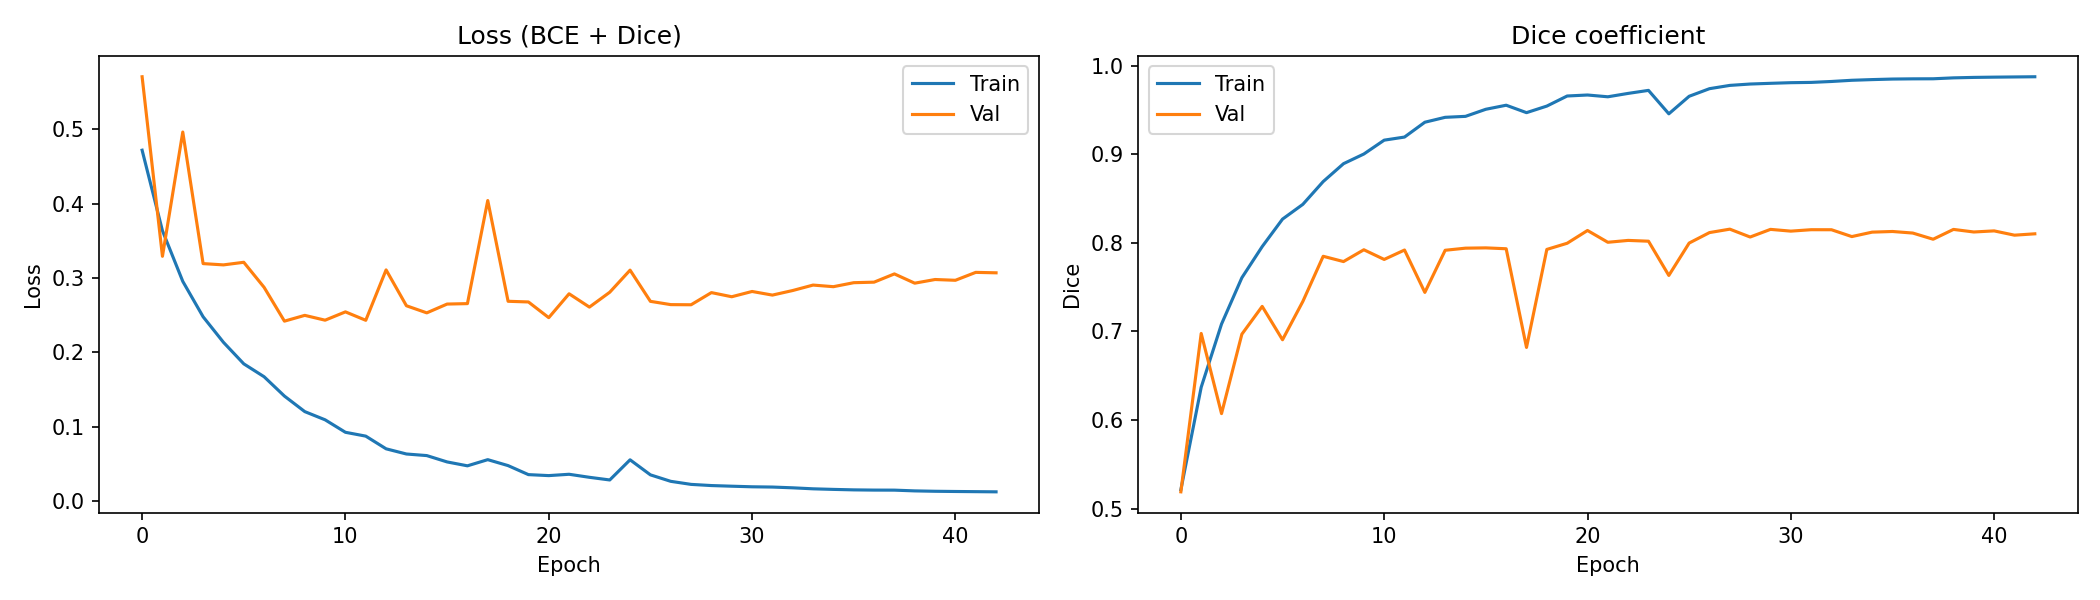 Loss (BCE + Dice)
Train
Val
0.5
0.4
0.3
0.2
0.1
0.0
Loss
0 10 20 30 40
Epoch
Dice coefficient
Train
Val
1.0
0.9
0.8
0.7
0.6
0.5
Dice
0 10 20 30 40
Epoch